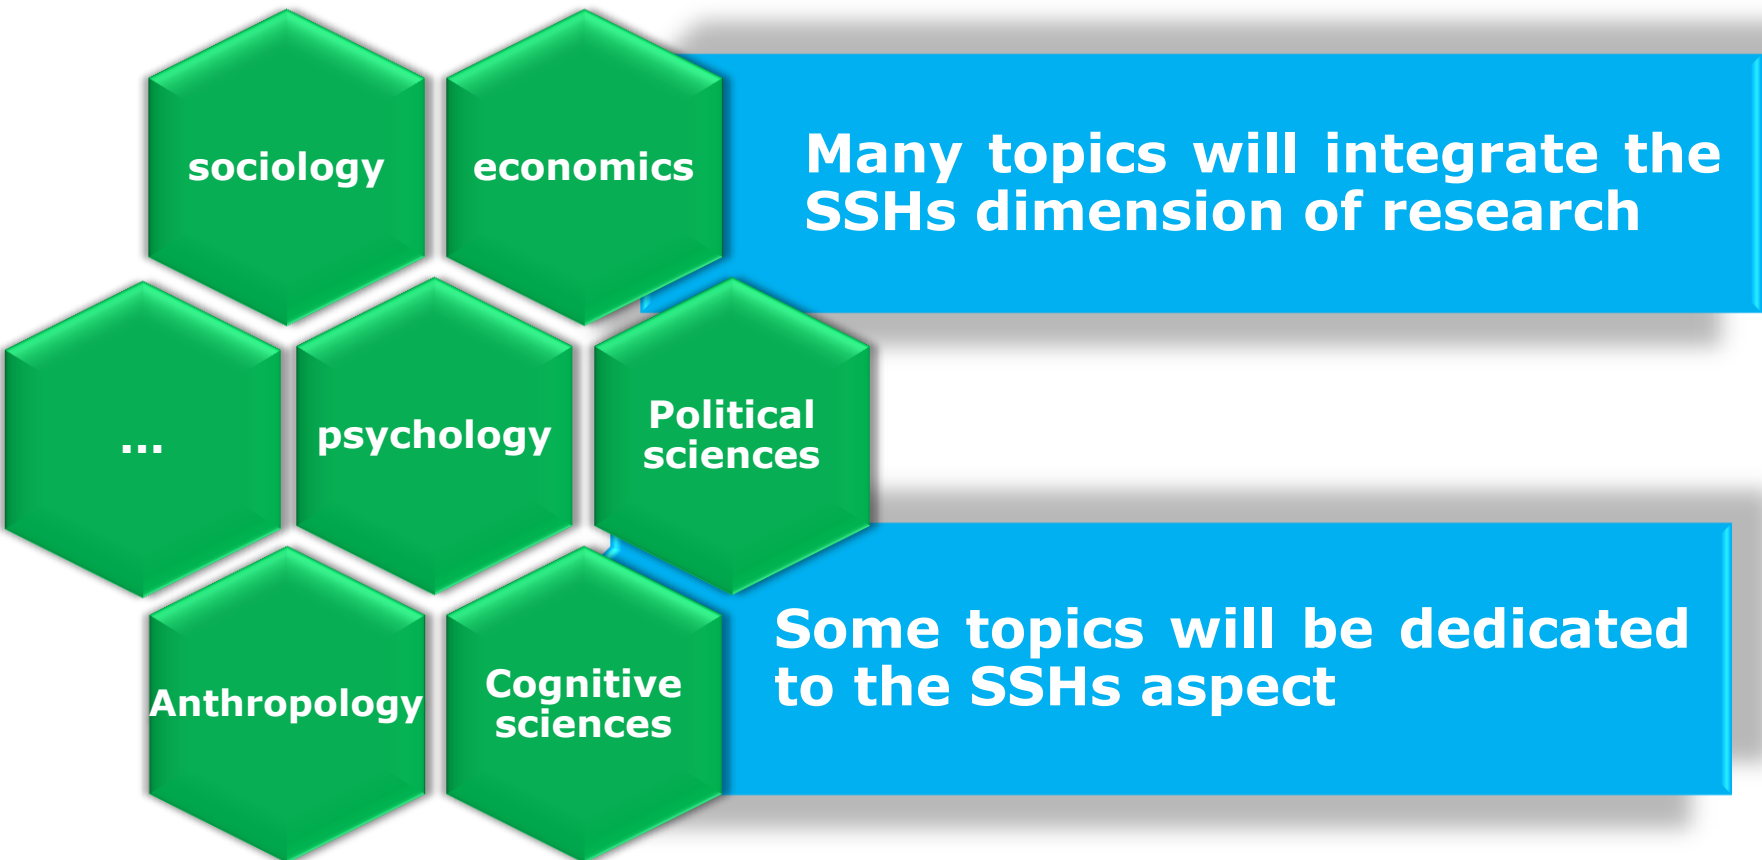 sociology
economics
Many topics will integrate the
SSHs dimension of research
...
psychology
Political
sciences
Anthropology
Cognitive
sciences
Some topics will be dedicated
to the SSHs aspect